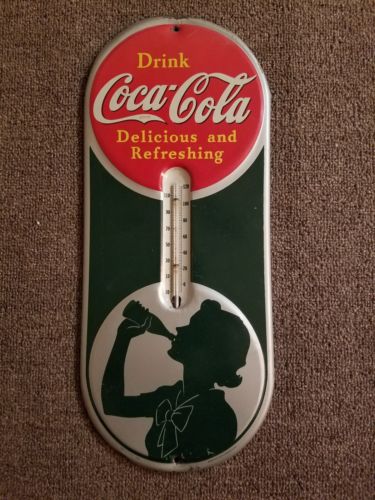 Drink
Coca-Cola
Delicious and
Refreshing